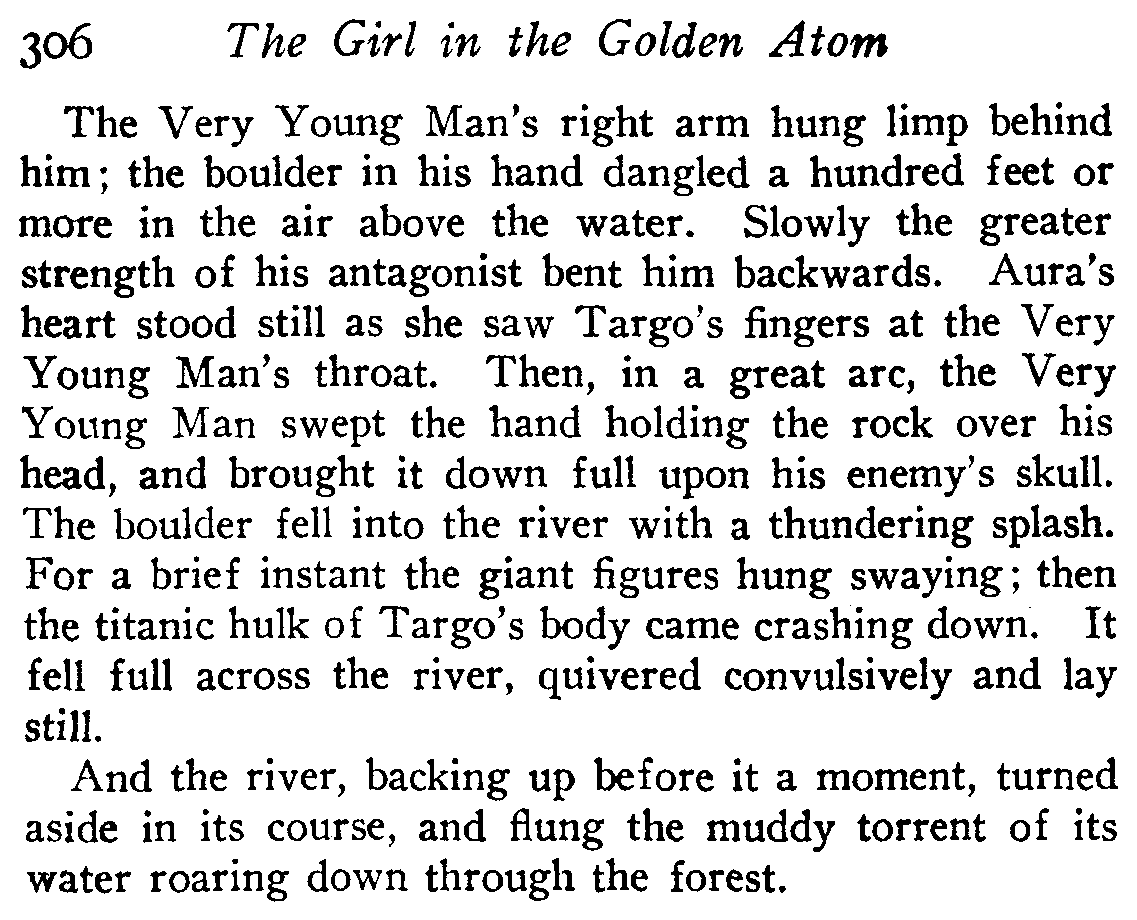 306 The Girl in the Golden Atom
The Very Young Man's right arm hung limp behind
him; the boulder in his hand dangled a hundred feet or
more in the air above the water. Slowly the greater
strength of his antagonist bent him backwards. Aura's
heart stood still as she saw Targo's fingers at the Very
Young Man's throat. Then, in a great arc, the Very
Young Man swept the hand holding the rock over his
head, and brought it down full upon his enemy's skull.
The boulder fell into the river with a thundering splash.
For a brief instant the giant figures hung swaying; then
the titanic hulk of Targo's body came crashing down. It
fell full across the river, quivered convulsively and lay
still.
And the river, backing up before it a moment, turned
aside in its course, and flung the muddy torrent of its
water roaring down through the forest.